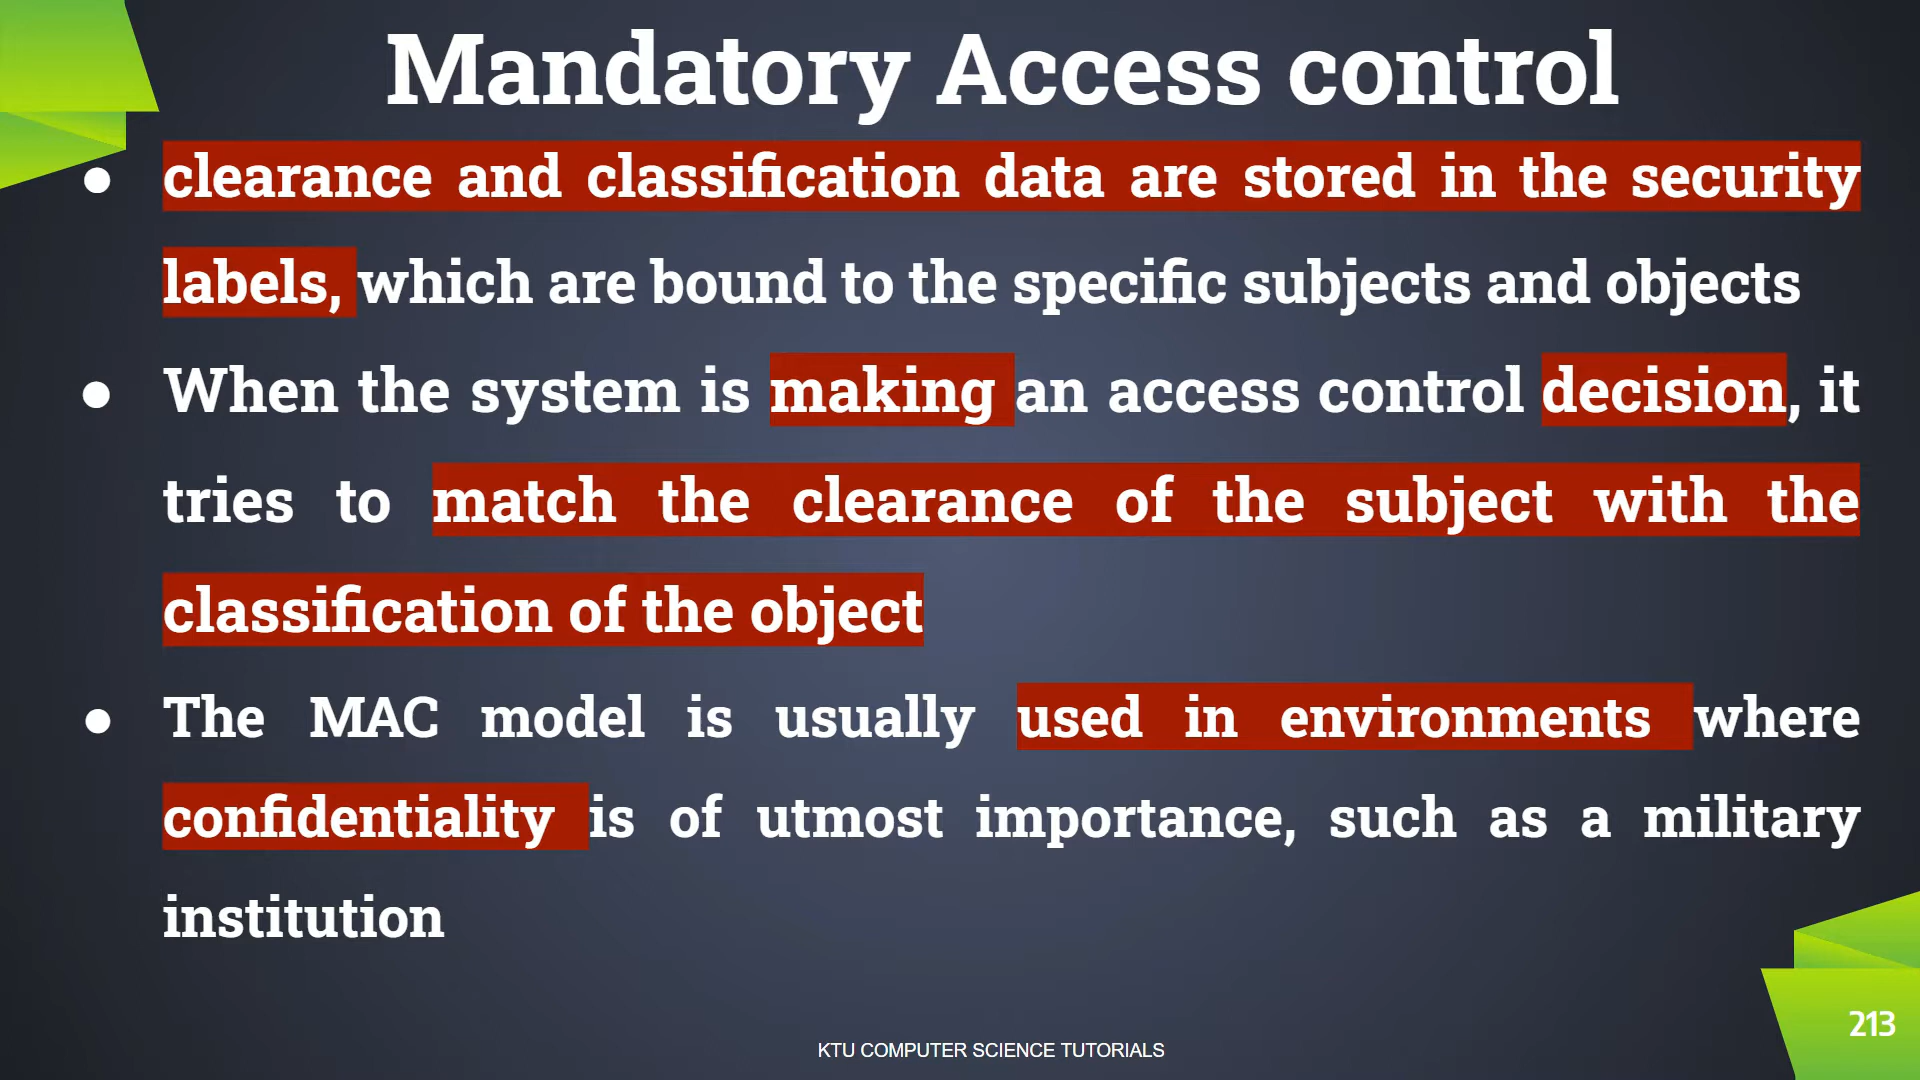 Mandatory Access control
● clearance and classification data are stored in the security
labels, which are bound to the specific subjects and objects
● When the system is making an access control decision, it
tries to match the clearance of the subject with the
classification of the object
● The MAC model is usually used in environments where
confidentiality is of utmost importance, such as a military
institution
213
KTU COMPUTER SCIENCE TUTORIALS